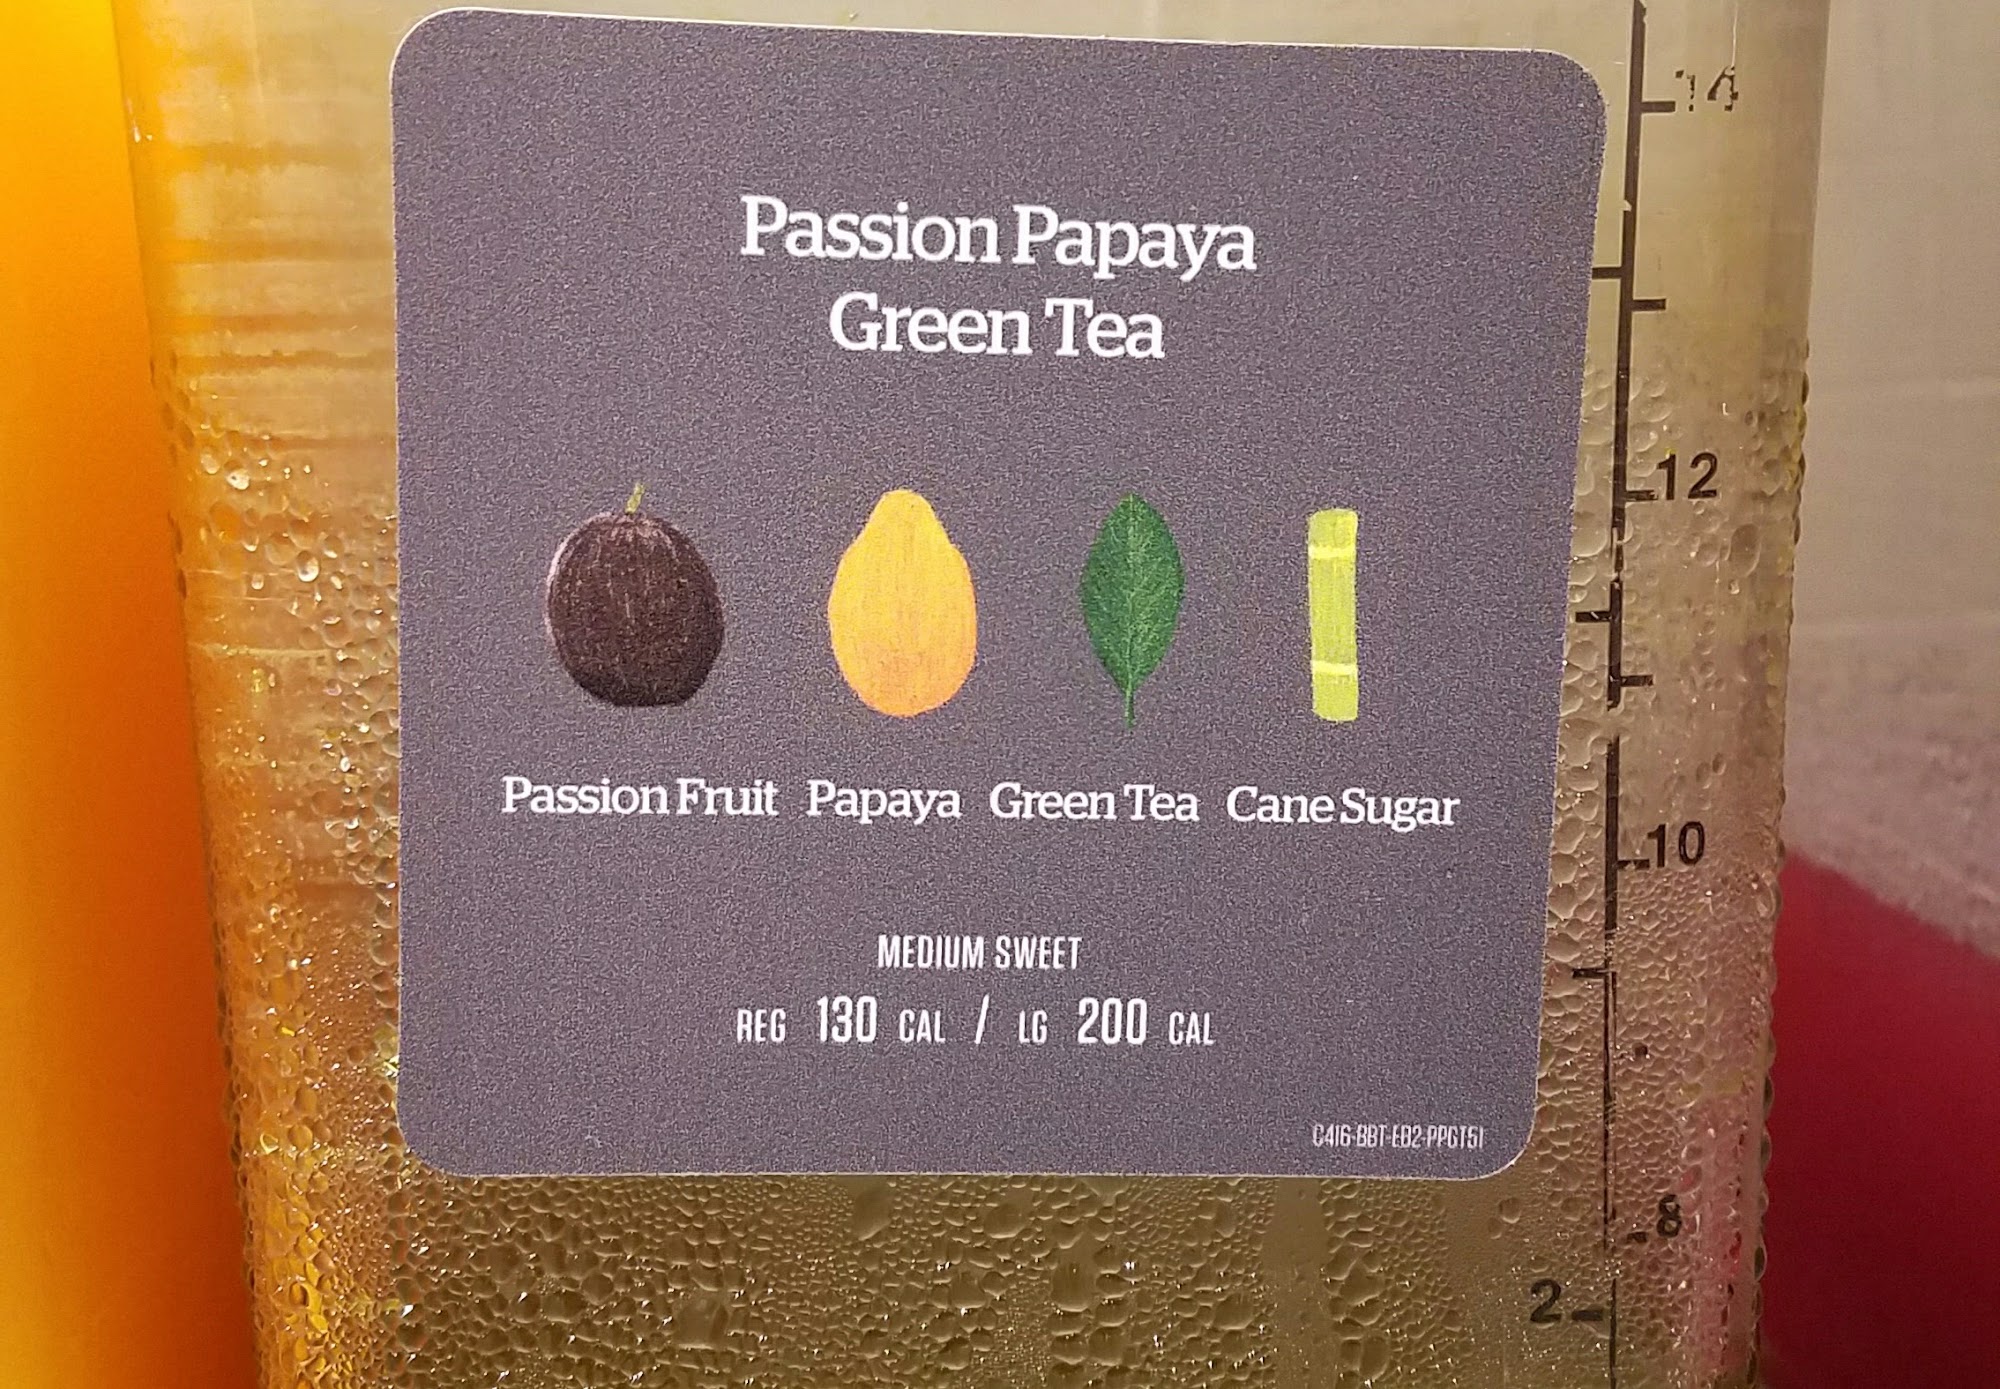 Passion Papaya
Green Tea
Passion Fruit Papaya Green Tea Cane Sugar
MEDIUM SWEET
REG 130 CAL / LG 200 CAL
C416-BBT-EB2-PPGT51
14
12
10
8
2